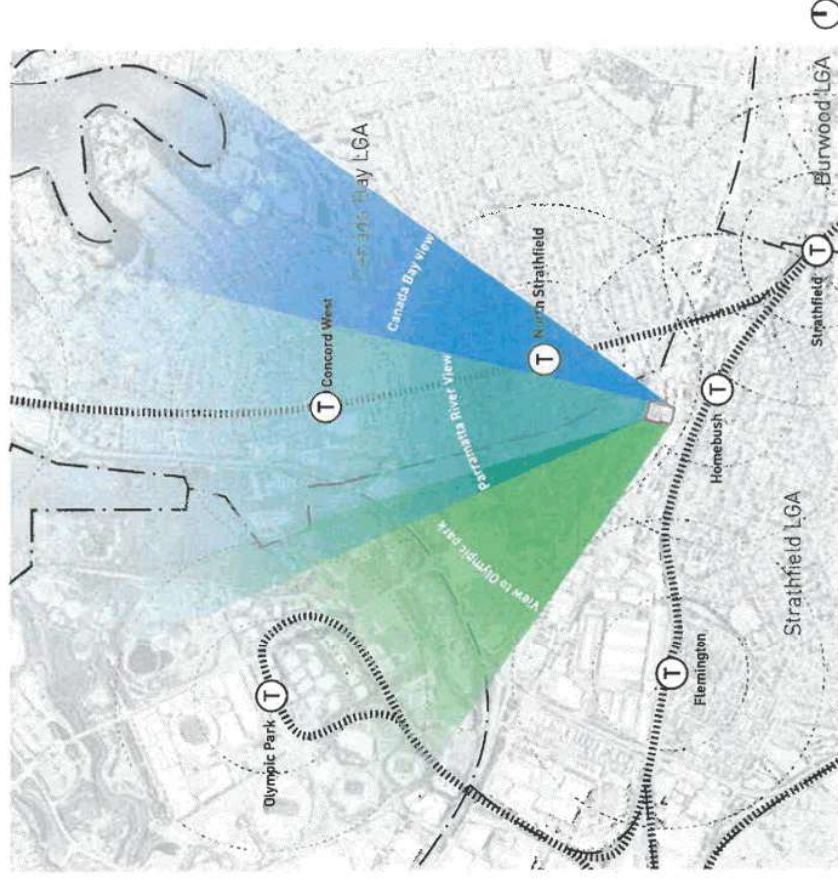 T
Burwood LGA
Canada Bay LGA
Canada Bay view
T
Concord West
Parramatta River View
T
North Strathfield
View to Olympic park
T
Olympic Park
T
Strathfield
T
Homebush
T
Flemington
Strathfield LGA